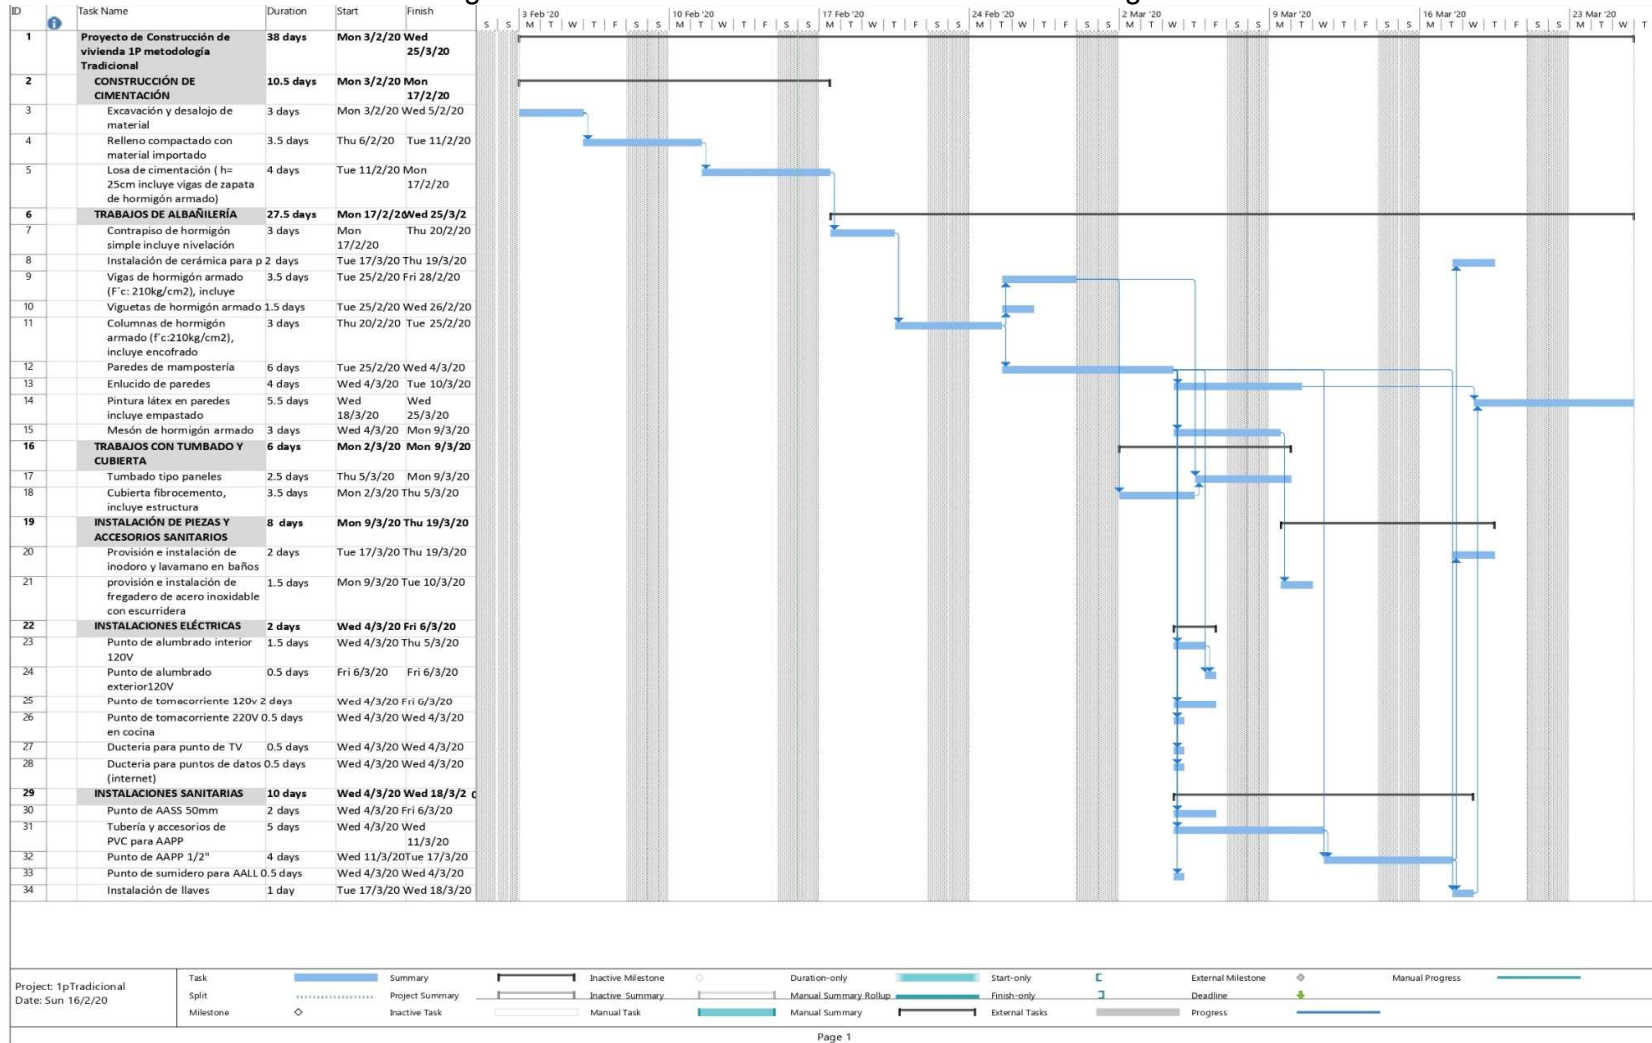 ID Task Name Duration Start Finish
3 Feb '20 10 Feb '20 17 Feb '20 24 Feb '20 2 Mar '20 9 Mar '20 16 Mar '20 23 Mar '20
S S M T W T F S S M T W T F S S M T W T F S S M T W T F S S M T W T F S S M T W T F S S M T W T F S S M T W
1 Proyecto de Construcción de 38 days Mon 3/2/20 Wed
vivienda 1P metodología 25/3/20
Tradicional
2 CONSTRUCCIÓN DE 10.5 days Mon 3/2/20 Mon
CIMENTACIÓN 17/2/20
3 Excavación y desalojo de 3 days Mon 3/2/20 Wed 5/2/20
material
4 Relleno compactado con 3.5 days Thu 6/2/20 Tue 11/2/20
material importado
5 Losa de cimentación ( h= 4 days Tue 11/2/20 Mon
25cm incluye vigas de zapata 17/2/20
de hormigón armado)
6 TRABAJOS DE ALBAÑILERÍA 27.5 days Mon 17/2/20 Wed 25/3/2
7 Contrapiso de hormigón 3 days Mon Thu 20/2/20
simple incluye nivelación 17/2/20
8 Instalación de cerámica para p 2 days Tue 17/3/20 Thu 19/3/20
9 Vigas de hormigón armado 3.5 days Tue 25/2/20 Fri 28/2/20
(F´c: 210kg/cm2), incluye
10 Viguetas de hormigón armado 1.5 days Tue 25/2/20 Wed 26/2/20
11 Columnas de hormigón 3 days Thu 20/2/20 Tue 25/2/20
armado (f´c:210kg/cm2),
incluye encofrado
12 Paredes de mampostería 6 days Tue 25/2/20 Wed 4/3/20
13 Enlucido de paredes 4 days Wed 4/3/20 Tue 10/3/20
14 Pintura látex en paredes 5.5 days Wed Wed
incluye empastado 18/3/20 25/3/20
15 Mesón de hormigón armado 3 days Wed 4/3/20 Mon 9/3/20
16 TRABAJOS CON TUMBADO Y 6 days Mon 2/3/20 Mon 9/3/20
CUBIERTA
17 Tumbado tipo paneles 2.5 days Thu 5/3/20 Mon 9/3/20
18 Cubierta fibrocemento, 3.5 days Mon 2/3/20 Thu 5/3/20
incluye estructura
19 INSTALACIÓN DE PIEZAS Y 8 days Mon 9/3/20 Thu 19/3/20
ACCESORIOS SANITARIOS
20 Provisión e instalación de 2 days Tue 17/3/20 Thu 19/3/20
inodoro y lavamano en baños
21 provisión e instalación de 1.5 days Mon 9/3/20 Tue 10/3/20
fregadero de acero inoxidable
con escurridera
22 INSTALACIONES ELÉCTRICAS 2 days Wed 4/3/20 Fri 6/3/20
23 Punto de alumbrado interior 1.5 days Wed 4/3/20 Thu 5/3/20
120V
24 Punto de alumbrado 0.5 days Fri 6/3/20 Fri 6/3/20
exterior120V
25 Punto de tomacorriente 120v 2 days Wed 4/3/20 Fri 6/3/20
26 Punto de tomacorriente 220V 0.5 days Wed 4/3/20 Wed 4/3/20
en cocina
27 Ducteria para punto de TV 0.5 days Wed 4/3/20 Wed 4/3/20
28 Ducteria para puntos de datos 0.5 days Wed 4/3/20 Wed 4/3/20
(internet)
29 INSTALACIONES SANITARIAS 10 days Wed 4/3/20 Wed 18/3/2
30 Punto de AASS 50mm 2 days Wed 4/3/20 Fri 6/3/20
31 Tubería y accesorios de 5 days Wed 4/3/20 Wed
PVC para AAPP 11/3/20
32 Punto de AAPP 1/2" 4 days Wed 11/3/20 Tue 17/3/20
33 Punto de sumidero para AALL 0.5 days Wed 4/3/20 Wed 4/3/20
34 Instalación de llaves 1 day Tue 17/3/20 Wed 18/3/20
Project: 1pTradicional
Date: Sun 16/2/20
Task Summary Inactive Milestone Duration-only Start-only External Milestone Manual Progress
Split Project Summary Inactive Summary Manual Summary Rollup Finish-only Deadline
Milestone Inactive Task Manual Task Manual Summary External Tasks Progress
Page 1